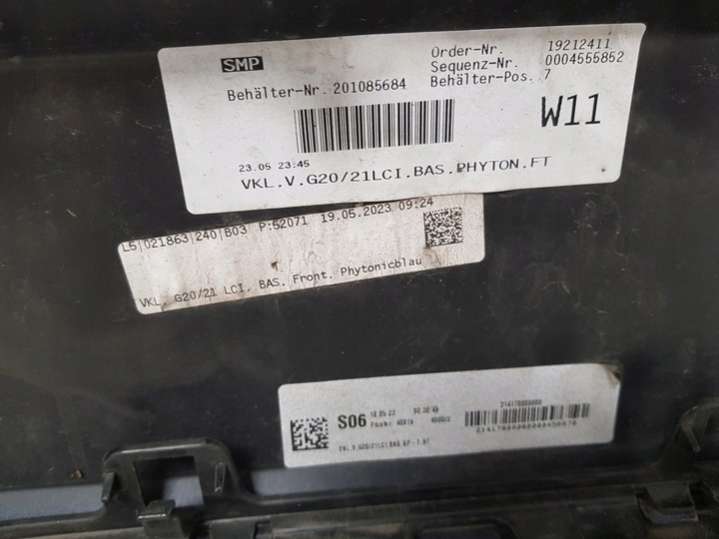 SMP
Order-Nr. 19212411
Sequenz-Nr. 0004555852
Behälter-Nr. 201085684 Behälter-Pos. 7
W11
23.05 23:45
VKL.V.G20/21LCI.BAS.PHYTON.FT
L5|021863|240|B03 P:52071 19.05.2023 09:24
VKL. G20/21 LCI. BAS. Front. Phytonicblau
S06